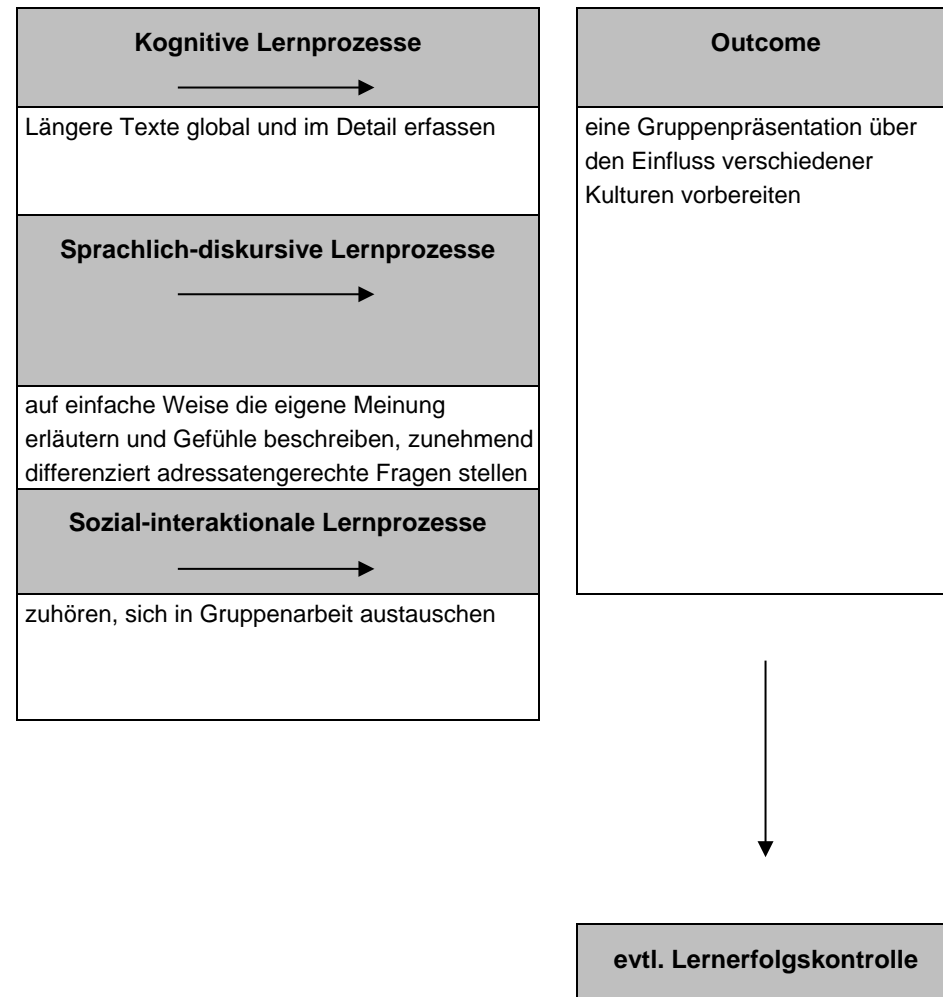 Kognitive Lernprozesse
Längere Texte global und im Detail erfassen
Sprachlich-diskursive Lernprozesse
auf einfache Weise die eigene Meinung
erläutern und Gefühle beschreiben, zunehmend
differenziert adressatengerechte Fragen stellen
Sozial-interaktionale Lernprozesse
zuhören, sich in Gruppenarbeit austauschen
Outcome
eine Gruppenpräsentation über
den Einfluss verschiedener
Kulturen vorbereiten
evtl. Lernerfolgskontrolle